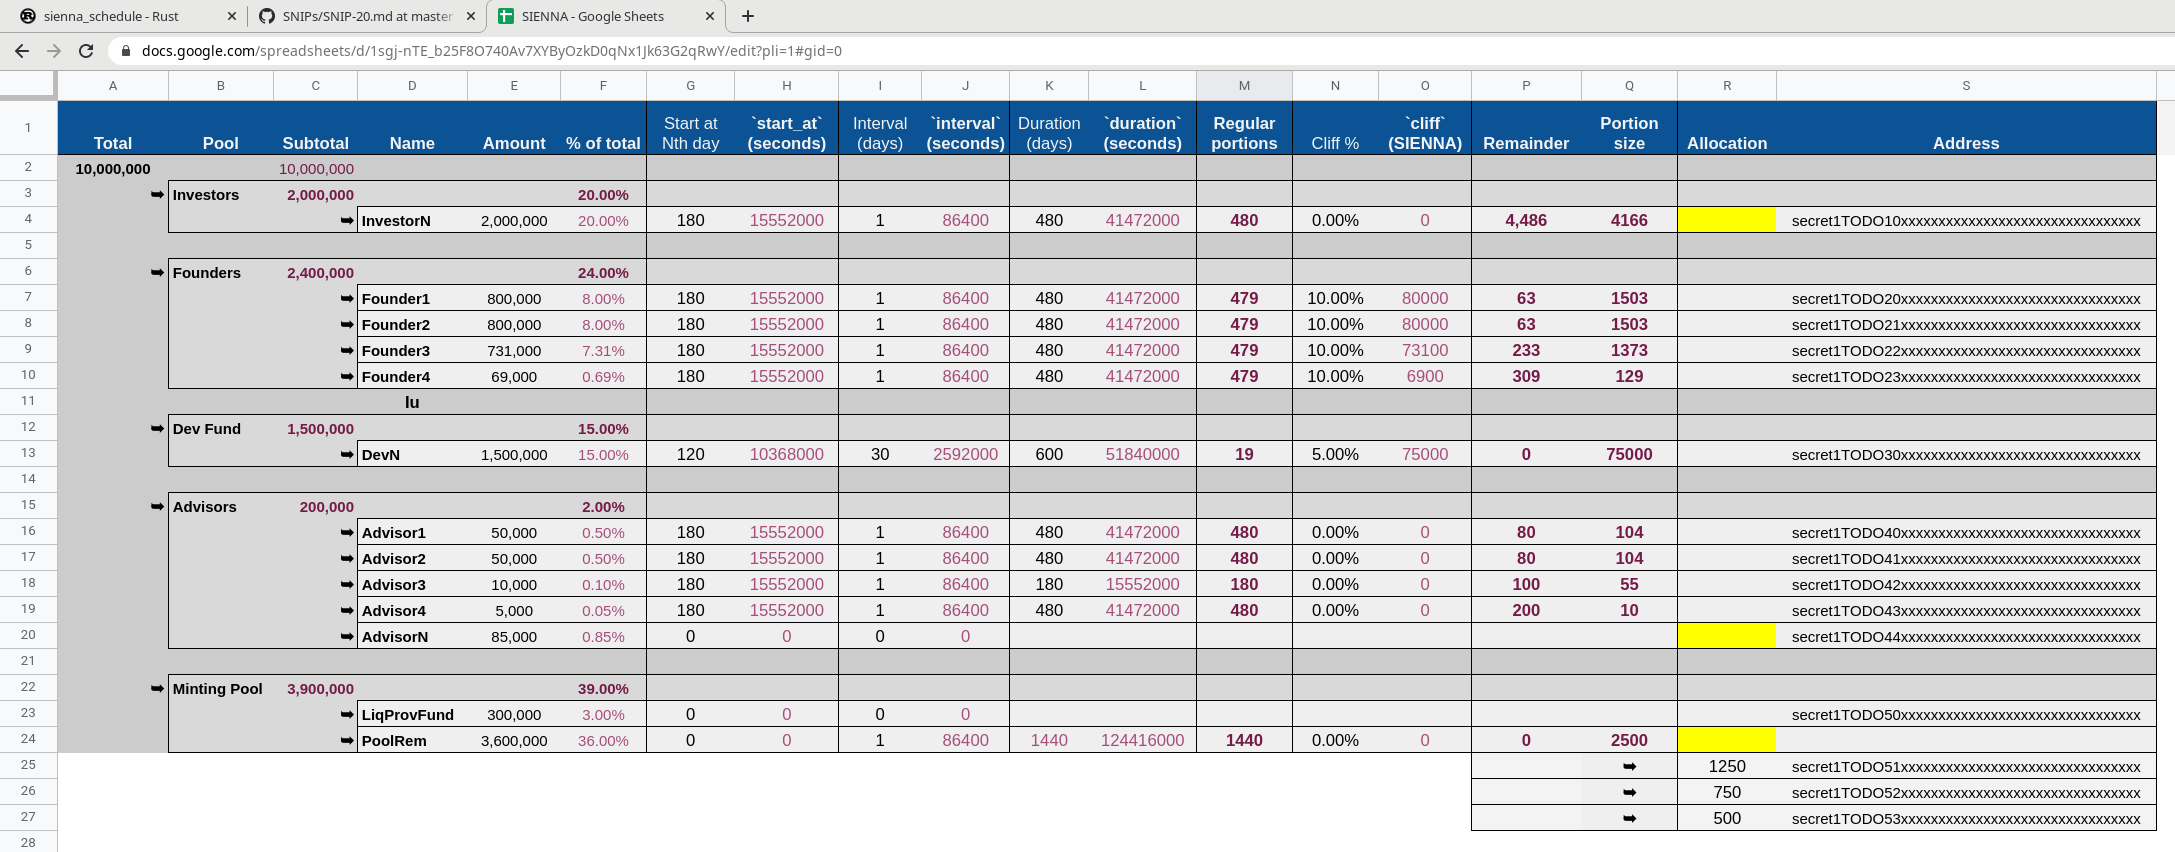 sienna_schedule - Rust
SNIPs/SNIP-20.md at master
SIENNA - Google Sheets
docs.google.com/spreadsheets/d/1sgj-nTE_b25F8O740Av7XYByOzkD0qNx1Jk63G2qRwY/edit?pli=1#gid=0
A B C D E F G H I J K L M N O P Q R S
1 Total Pool Subtotal Name Amount % of total Start at Nth day `start_at` (seconds) Interval (days) `interval` (seconds) Duration (days) `duration` (seconds) Regular portions Cliff % `cliff` (SIENNA) Remainder Portion size Allocation Address
2 10,000,000 10,000,000
3 ➥ Investors 2,000,000 20.00%
4 ➥ InvestorN 2,000,000 20.00% 180 15552000 1 86400 480 41472000 480 0.00% 0 4,486 4166 secret1TODO10xxxxxxxxxxxxxxxxxxxxxxxxxxxxxxxx
5
6 ➥ Founders 2,400,000 24.00%
7 ➥ Founder1 800,000 8.00% 180 15552000 1 86400 480 41472000 479 10.00% 80000 63 1503 secret1TODO20xxxxxxxxxxxxxxxxxxxxxxxxxxxxxxxx
8 ➥ Founder2 800,000 8.00% 180 15552000 1 86400 480 41472000 479 10.00% 80000 63 1503 secret1TODO21xxxxxxxxxxxxxxxxxxxxxxxxxxxxxxxx
9 ➥ Founder3 731,000 7.31% 180 15552000 1 86400 480 41472000 479 10.00% 73100 233 1373 secret1TODO22xxxxxxxxxxxxxxxxxxxxxxxxxxxxxxxx
10 ➥ Founder4 69,000 0.69% 180 15552000 1 86400 480 41472000 479 10.00% 6900 309 129 secret1TODO23xxxxxxxxxxxxxxxxxxxxxxxxxxxxxxxx
11 lu
12 ➥ Dev Fund 1,500,000 15.00%
13 ➥ DevN 1,500,000 15.00% 120 10368000 30 2592000 600 51840000 19 5.00% 75000 0 75000 secret1TODO30xxxxxxxxxxxxxxxxxxxxxxxxxxxxxxxx
14
15 ➥ Advisors 200,000 2.00%
16 ➥ Advisor1 50,000 0.50% 180 15552000 1 86400 480 41472000 480 0.00% 0 80 104 secret1TODO40xxxxxxxxxxxxxxxxxxxxxxxxxxxxxxxx
17 ➥ Advisor2 50,000 0.50% 180 15552000 1 86400 480 41472000 480 0.00% 0 80 104 secret1TODO41xxxxxxxxxxxxxxxxxxxxxxxxxxxxxxxx
18 ➥ Advisor3 10,000 0.10% 180 15552000 1 86400 180 15552000 180 0.00% 0 100 55 secret1TODO42xxxxxxxxxxxxxxxxxxxxxxxxxxxxxxxx
19 ➥ Advisor4 5,000 0.05% 180 15552000 1 86400 480 41472000 480 0.00% 0 200 10 secret1TODO43xxxxxxxxxxxxxxxxxxxxxxxxxxxxxxxx
20 ➥ AdvisorN 85,000 0.85% 0 0 0 0 secret1TODO44xxxxxxxxxxxxxxxxxxxxxxxxxxxxxxxx
21
22 ➥ Minting Pool 3,900,000 39.00%
23 ➥ LiqProvFund 300,000 3.00% 0 0 0 0 secret1TODO50xxxxxxxxxxxxxxxxxxxxxxxxxxxxxxxx
24 ➥ PoolRem 3,600,000 36.00% 0 0 1 86400 1440 124416000 1440 0.00% 0 0 2500
25 ➥ 1250 secret1TODO51xxxxxxxxxxxxxxxxxxxxxxxxxxxxxxxx
26 ➥ 750 secret1TODO52xxxxxxxxxxxxxxxxxxxxxxxxxxxxxxxx
27 ➥ 500 secret1TODO53xxxxxxxxxxxxxxxxxxxxxxxxxxxxxxxx
28